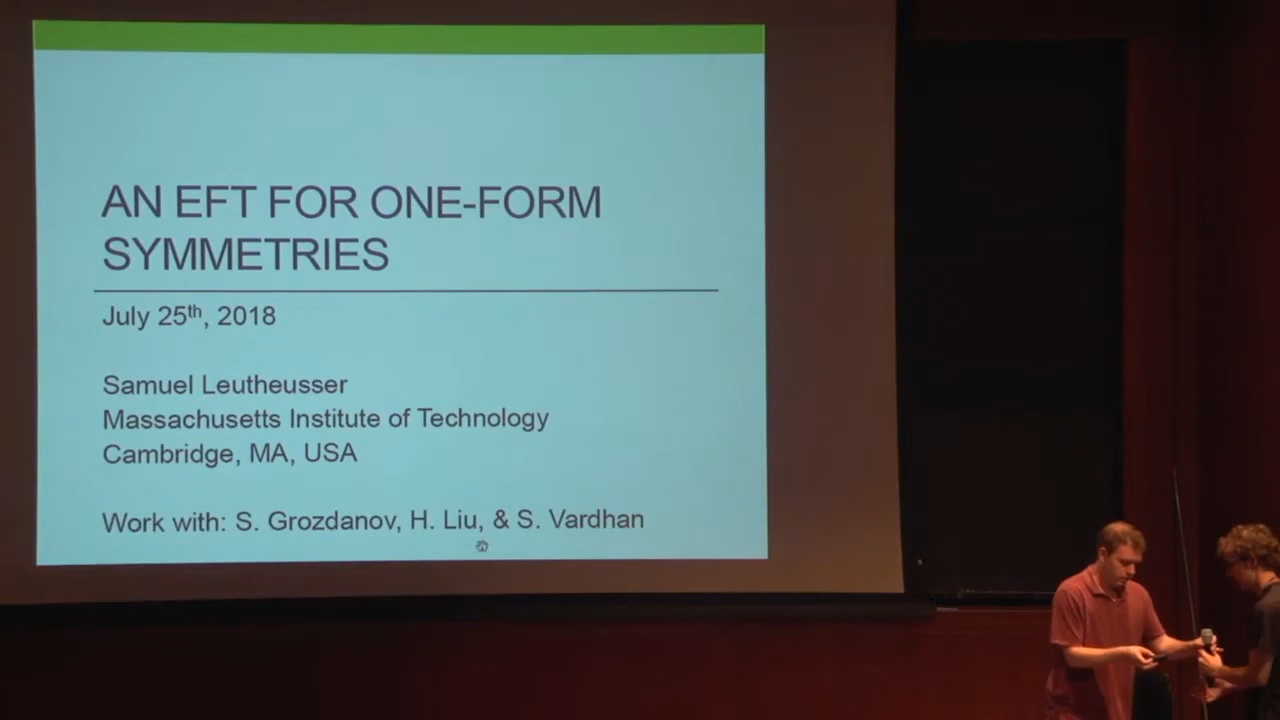 AN EFT FOR ONE-FORM
SYMMETRIES
July 25th, 2018
Samuel Leutheusser
Massachusetts Institute of Technology
Cambridge, MA, USA
Work with: S. Grozdanov, H. Liu, & S. Vardhan